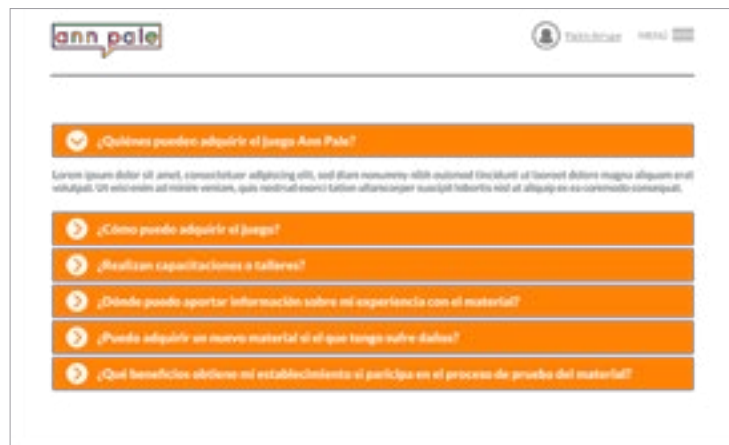 ann pale
MENÚ
¿Quiénes pueden adquirir el juego Ann Pale?
Lorem ipsum dolor sit amet, consectetuer adipiscing elit, sed diam nonummy nibh euismod tincidunt ut laoreet dolore magna aliquam erat
volutpat. Ut wisi enim ad minim veniam, quis nostrud exerci tation ullamcorper suscipit lobortis nisl ut aliquip ex ea commodo consequat.
¿Cómo puedo adquirir el juego?
¿Realizan capacitaciones o talleres?
¿Dónde puedo aportar información sobre mi experiencia con el material?
¿Puedo adquirir un nuevo material si el que tengo sufre daños?
¿Qué beneficios obtiene mi establecimiento si paricipa en el proceso de prueba del material?